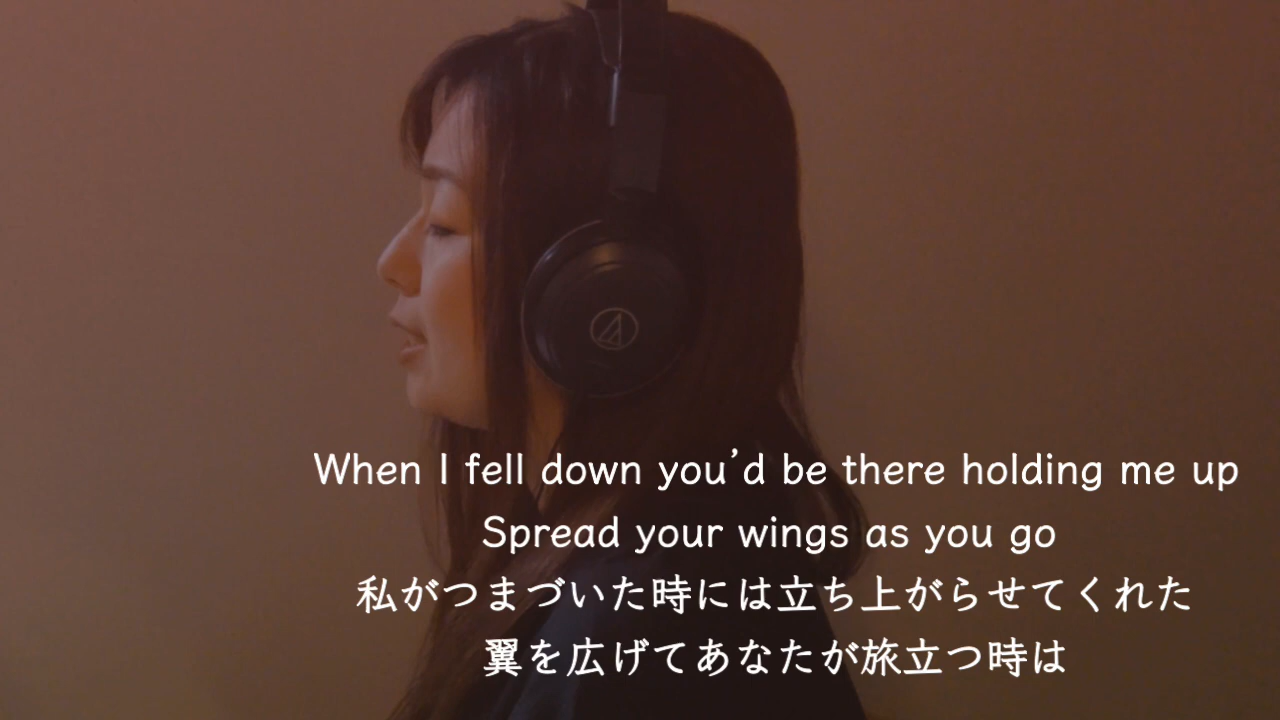 When I fell down you'd be there holding me up
Spread your wings as you go
私がつまづいた時には立ち上がらせてくれた
翼を広げてあなたが旅立つ時は